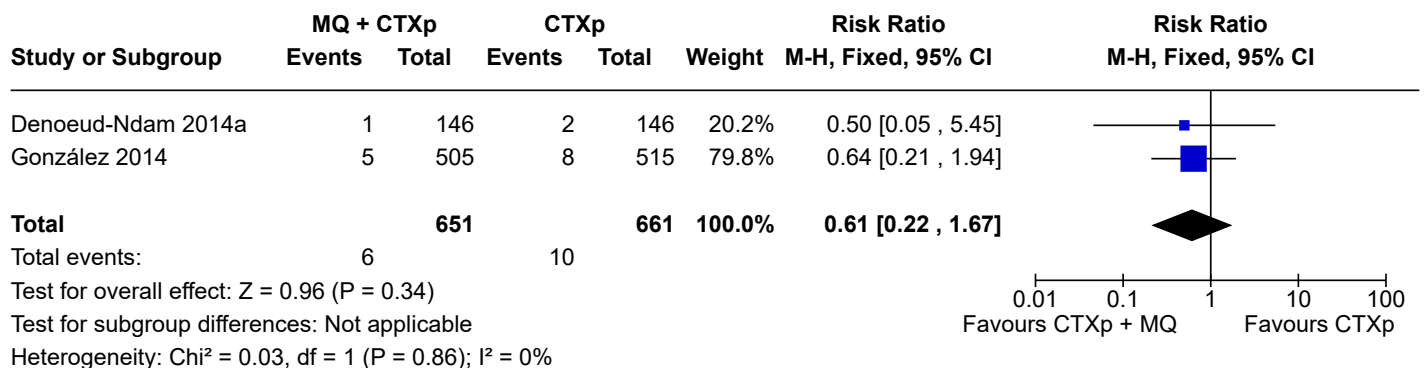 MQ + CTXp CTXp Risk Ratio Risk Ratio
Study or Subgroup Events Total Events Total Weight M-H, Fixed, 95% CI M-H, Fixed, 95% CI
Denoeud-Ndam 2014a 1 146 2 146 20.2% 0.50 [0.05 , 5.45]
González 2014 5 505 8 515 79.8% 0.64 [0.21 , 1.94]
Total 651 661 100.0% 0.61 [0.22 , 1.67]
Total events: 6 10
Test for overall effect: Z = 0.96 (P = 0.34)
0.01 0.1 1 10 100
Test for subgroup differences: Not applicable Favours CTXp + MQ Favours CTXp
Heterogeneity: Chi² = 0.03, df = 1 (P = 0.86); I² = 0%